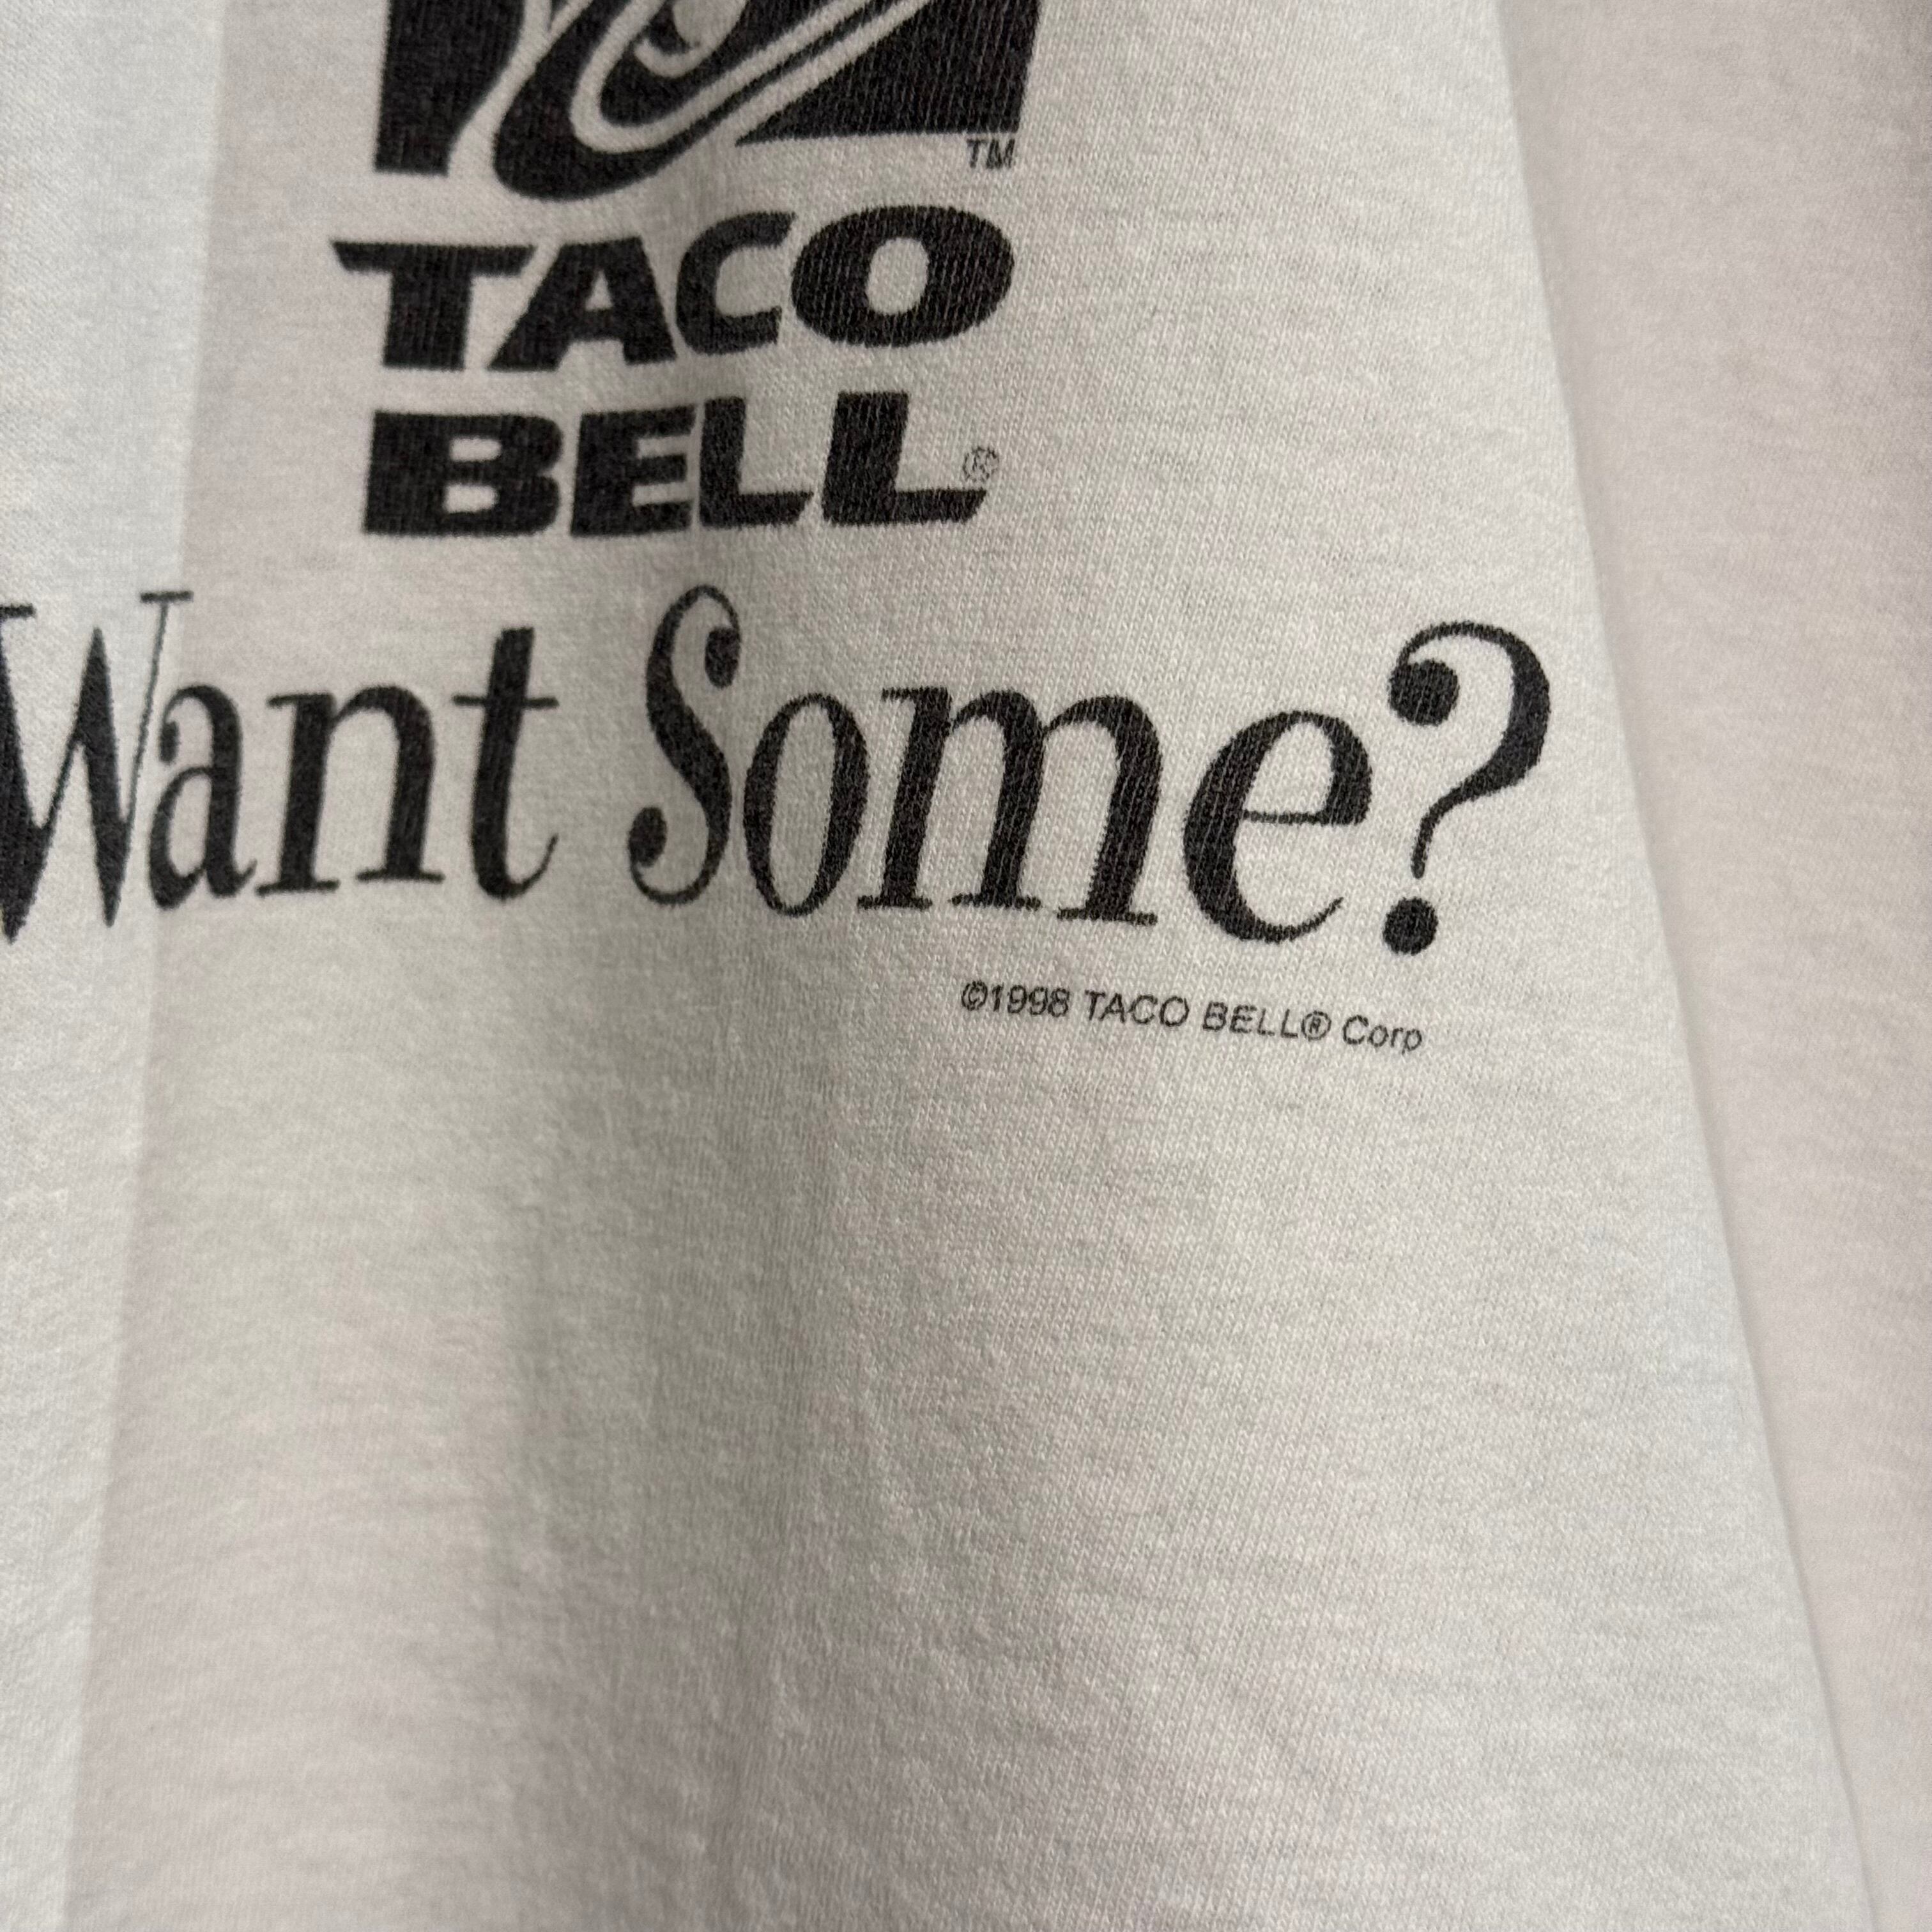 TM
TACO
BELL®
Want Some?
©1998 TACO BELL® Corp